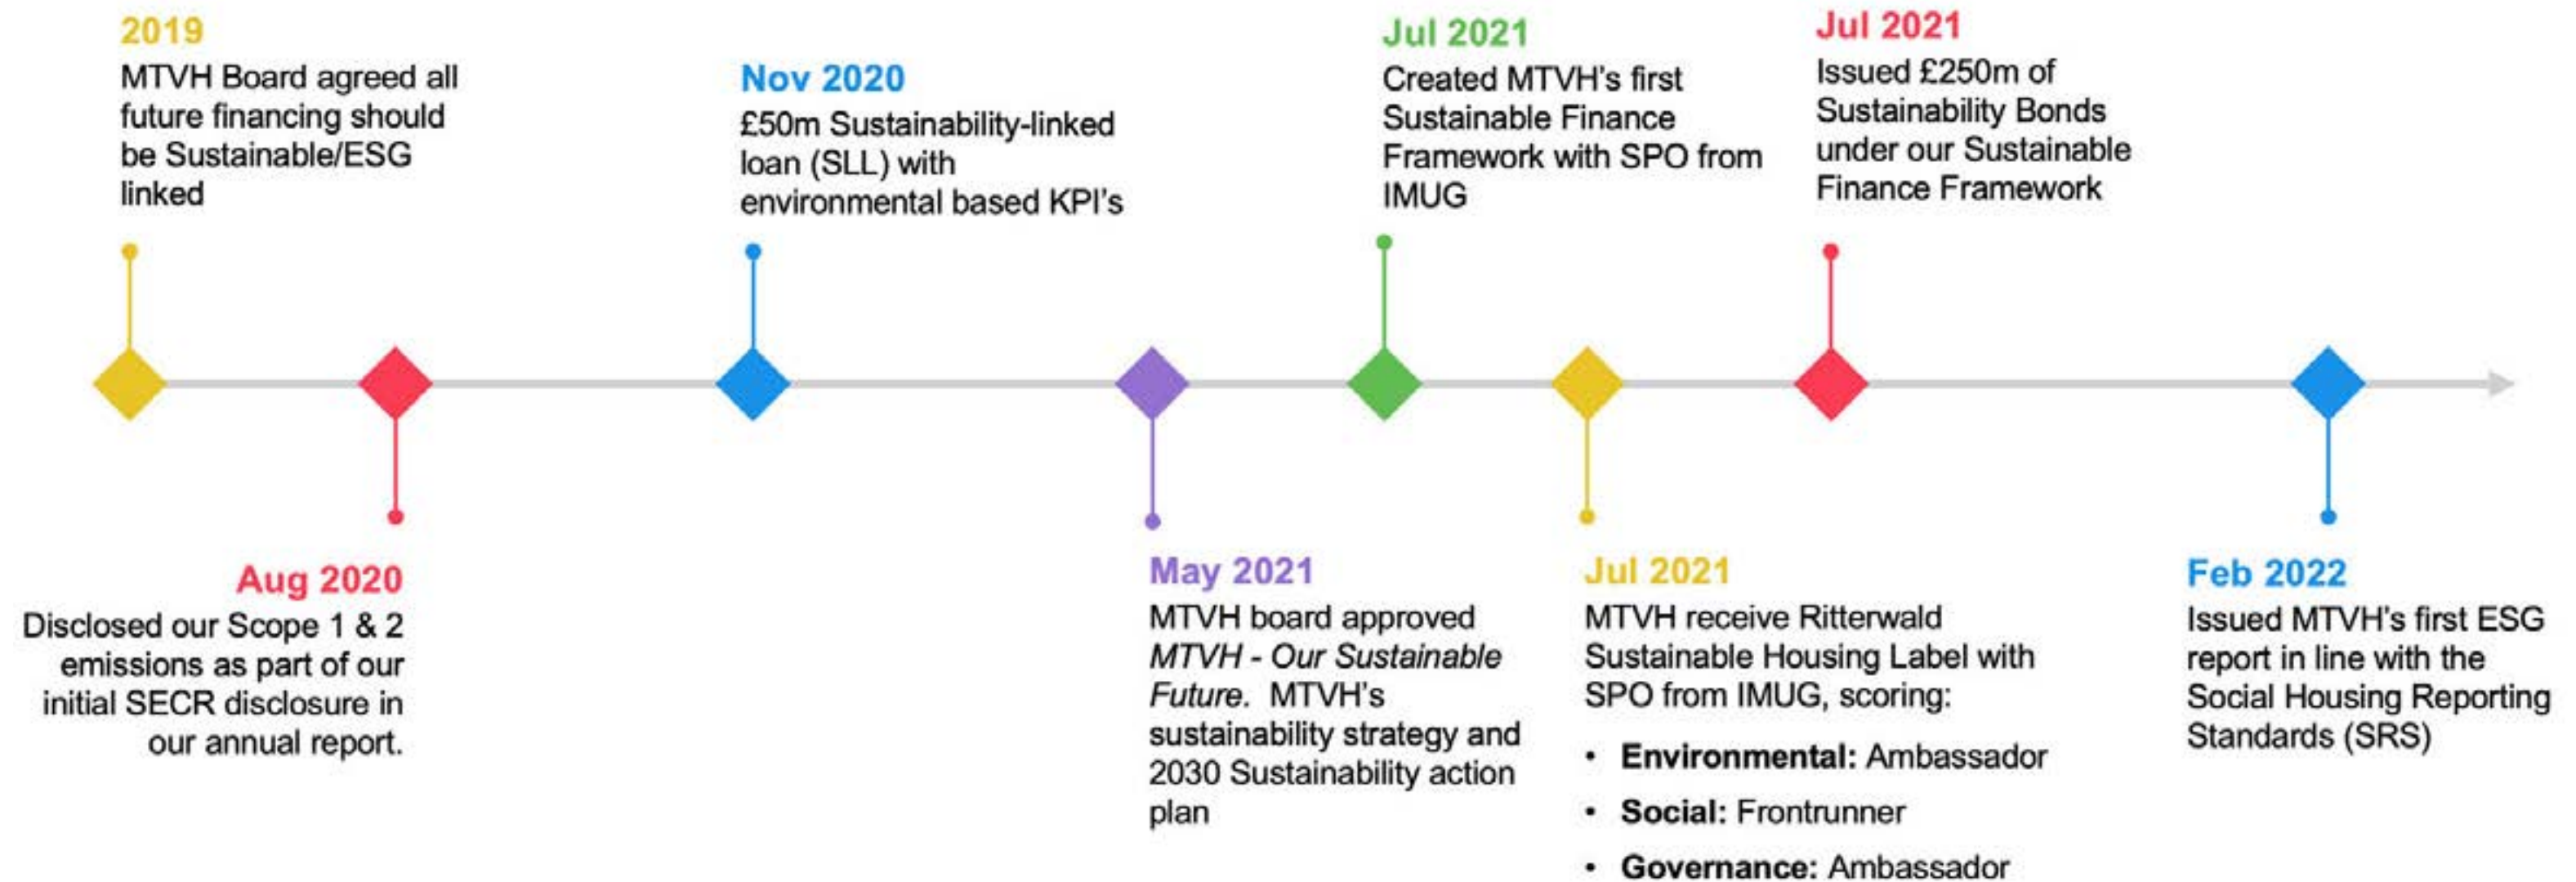 2019
MTVH Board agreed all
future financing should
be Sustainable/ESG
linked
Aug 2020
Disclosed our Scope 1 & 2
emissions as part of our
initial SECR disclosure in
our annual report.
Nov 2020
£50m Sustainability-linked
loan (SLL) with
environmental based KPI's
May 2021
MTVH board approved
MTVH - Our Sustainable
Future. MTVH's
sustainability strategy and
2030 Sustainability action
plan
Jul 2021
Created MTVH's first
Sustainable Finance
Framework with SPO from
IMUG
Jul 2021
MTVH receive Ritterwald
Sustainable Housing Label with
SPO from IMUG, scoring:
• Environmental: Ambassador
• Social: Frontrunner
• Governance: Ambassador
Jul 2021
Issued £250m of
Sustainability Bonds
under our Sustainable
Finance Framework
Feb 2022
Issued MTVH's first ESG
report in line with the
Social Housing Reporting
Standards (SRS)